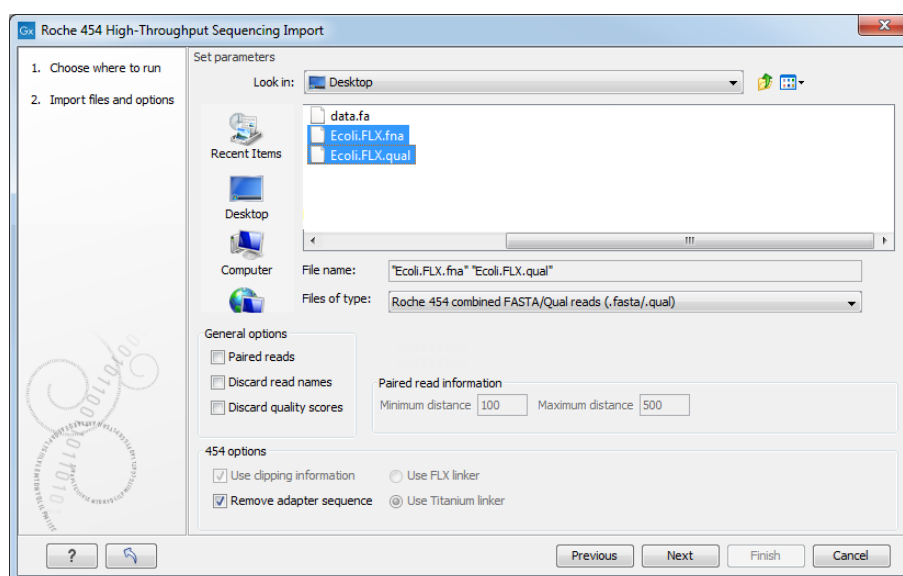 Gx Roche 454 High-Throughput Sequencing Import
1. Choose where to run
2. Import files and options
Set parameters
Look in: Desktop
data.fa
Ecoli.FLX.fna
Ecoli.FLX.qual
Recent Items
Desktop
Computer
File name: "Ecoli.FLX.fna" "Ecoli.FLX.qual"
Files of type: Roche 454 combined FASTA/Qual reads (.fasta/.qual)
General options
Paired reads
Discard read names
Discard quality scores
Paired read information
Minimum distance 100 Maximum distance 500
454 options
Use clipping information Use FLX linker
Remove adapter sequence Use Titanium linker
? Previous Next Finish Cancel